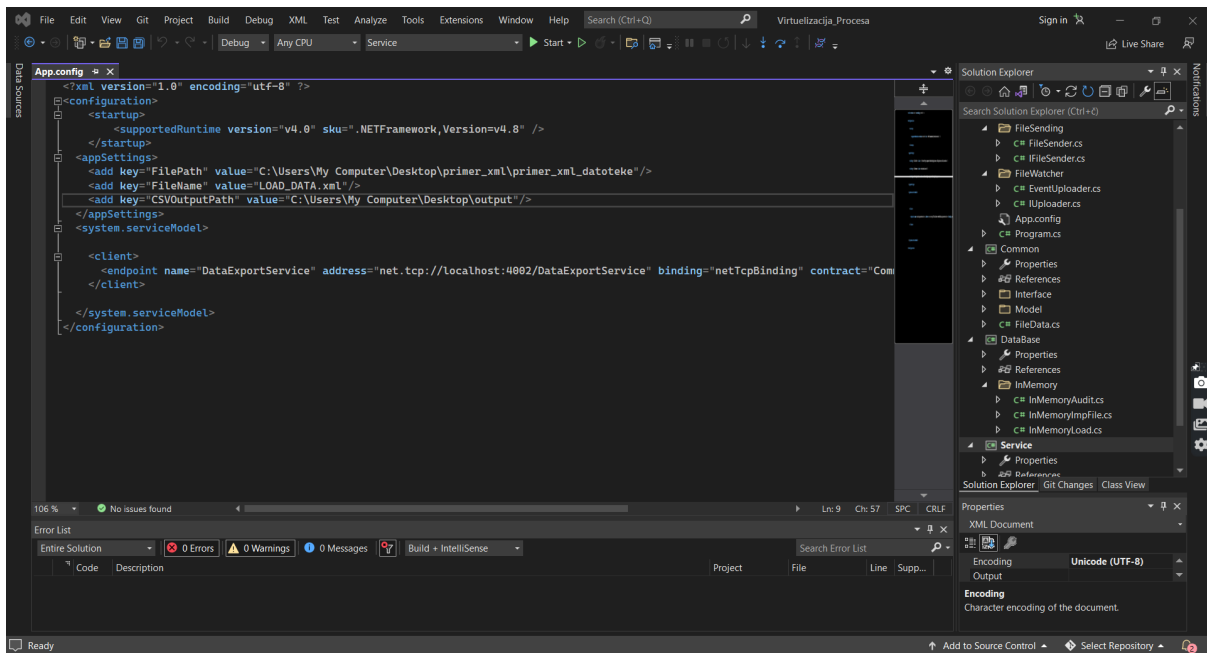 File Edit View Git Project Build Debug XML Test Analyze Tools Extensions Window Help Search (Ctrl+Q) Virtuelizacija_Procesa Sign in
Debug Any CPU Service Start Live Share
Data Sources
App.config
<?xml version="1.0" encoding="utf-8" ?>
<configuration>
<startup>
<supportedRuntime version="v4.0" sku=".NETFramework,Version=v4.8" />
</startup>
<appSettings>
<add key="FilePath" value="C:\Users\My Computer\Desktop\primer_xml\primer_xml_datoteke"/>
<add key="FileName" value="LOAD_DATA.xml"/>
<add key="CSVOutputPath" value="C:\Users\My Computer\Desktop\output"/>
</appSettings>
<system.serviceModel>
<client>
<endpoint name="DataExportService" address="net.tcp://localhost:4002/DataExportService" binding="netTcpBinding" contract="Com
</client>
</system.serviceModel>
</configuration>
106 % No issues found Ln: 9 Ch: 57 SPC CRLF
Error List
Entire Solution 0 Errors 0 Warnings 0 Messages Build + IntelliSense Search Error List
Code Description Project File Line Supp...
Solution Explorer
Search Solution Explorer (Ctrl+č)
FileSending
C# FileSender.cs
C# IFileSender.cs
FileWatcher
C# EventUploader.cs
C# IUploader.cs
App.config
C# Program.cs
C# Common
Properties
References
Interface
Model
C# FileData.cs
C# DataBase
Properties
References
InMemory
C# InMemoryAudit.cs
C# InMemoryImpFile.cs
C# InMemoryLoad.cs
C# Service
Properties
References
Solution Explorer Git Changes Class View
Properties
XML Document
Encoding Unicode (UTF-8)
Output
Encoding
Character encoding of the document.
Notifications
Ready Add to Source Control Select Repository 2